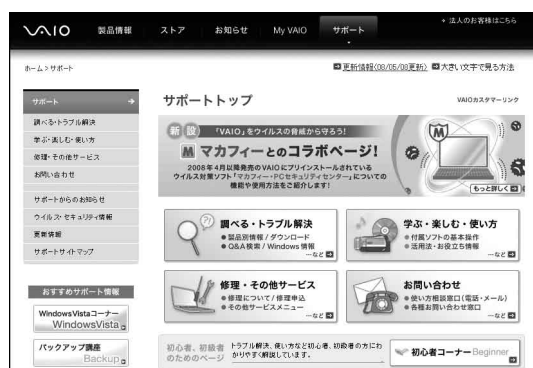 VAIO 製品情報 ストア お知らせ My VAIO サポート
法人のお客様はこちら
ホーム > サポート
更新情報(08/05/08更新) 大きい文字で見る方法
サポート
調べる・トラブル解決
学ぶ・楽しむ・使い方
修理・その他サービス
お問い合わせ
サポートからのお知らせ
ウイルス・セキュリティ情報
更新情報
サポートサイトマップ
おすすめサポート情報
Windows Vistaコーナー
WindowsVista
バックアップ講座
Backup
サポートトップ
VAIOカスタマーリンク
新設 「VAIO」をウイルスの脅威から守ろう!
M マカフィーとのコラボページ!
2008年4月以降発売のVAIOにプリインストールされている
ウイルス対策ソフト「マカフィー・PCセキュリティセンター」についての
機能や使用方法をご紹介します!
もっと詳しく
調べる・トラブル解決
●製品別情報 / ダウンロード
●Q&A検索 / Windows 情報
…など
学ぶ・楽しむ・使い方
●付属ソフトの基本操作
●活用法・お役立ち情報
…など
修理・その他サービス
●修理について / 修理申込
●その他サービスメニュー
…など
お問い合わせ
●使い方相談窓口(電話・メール)
●各種お問い合わせ窓口
…など
初心者、初級者
のためのページ
トラブル解決、使い方など初心者、初級者の方にわ
かりやすく解説しています。
初心者コーナー Beginner